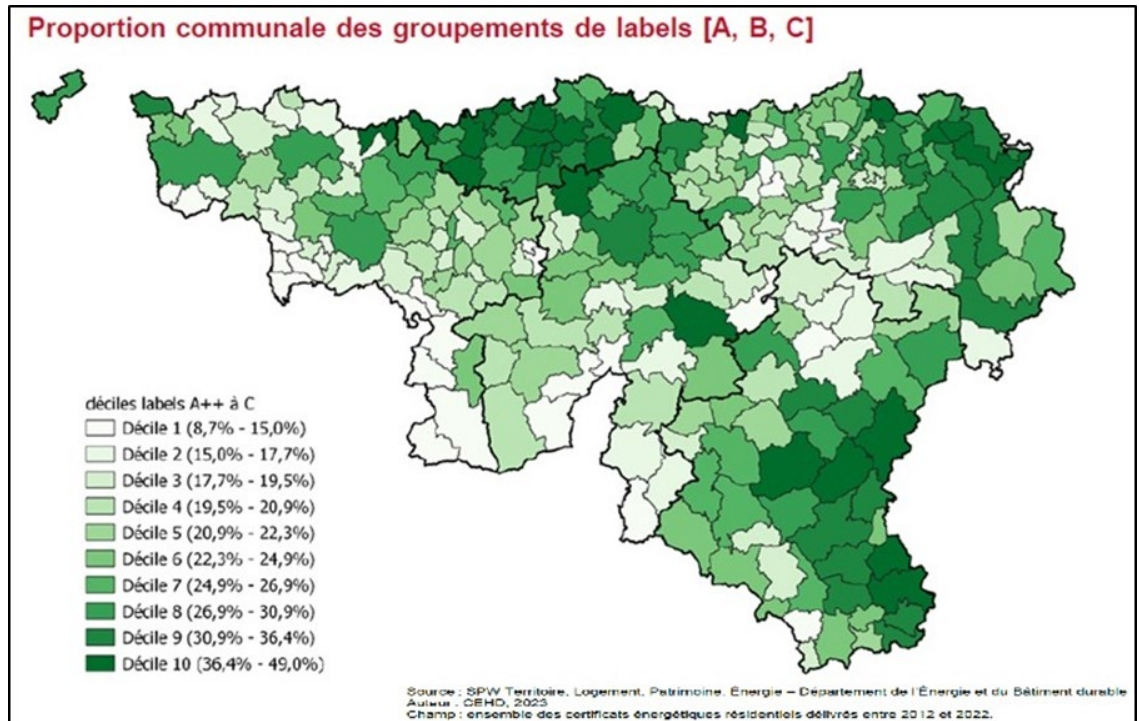 Proportion communale des groupements de labels [A, B, C]
déciles labels A++ à C
Décile 1 (8,7% - 15,0%)
Décile 2 (15,0% - 17,7%)
Décile 3 (17,7% - 19,5%)
Décile 4 (19,5% - 20,9%)
Décile 5 (20,9% - 22,3%)
Décile 6 (22,3% - 24,9%)
Décile 7 (24,9% - 26,9%)
Décile 8 (26,9% - 30,9%)
Décile 9 (30,9% - 36,4%)
Décile 10 (36,4% - 49,0%)
Source : SPW Territoire, Logement, Patrimoine, Énergie – Département de l'Énergie et du Bâtiment durable
Auteur : CEHD, 2023
Champ : ensemble des certificats énergétiques résidentiels délivrés entre 2012 et 2022.